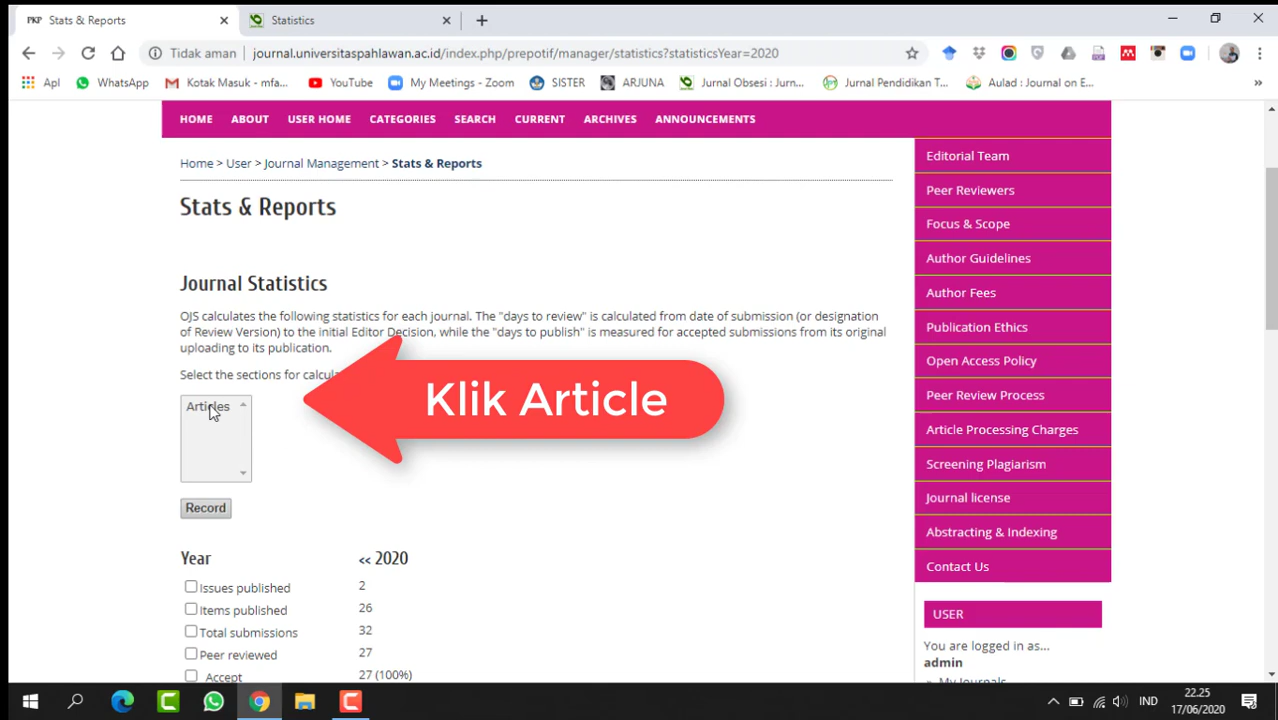 Stats & Reports
Statistics
Tidak aman
journal.universitaspahlawan.ac.id/index.php/prepotif/manager/statistics?statisticsYear=2020
Apl
WhatsApp
Kotak Masuk - mfa...
YouTube
My Meetings - Zoom
SISTER
ARJUNA
Jurnal Obsesi : Jurn...
Jurnal Pendidikan T...
Aulad : Journal on E...
HOME ABOUT USER HOME CATEGORIES SEARCH CURRENT ARCHIVES ANNOUNCEMENTS
Home > User > Journal Management > Stats & Reports
Stats & Reports
Journal Statistics
OJS calculates the following statistics for each journal. The "days to review" is calculated from date of submission (or designation
of Review Version) to the initial Editor Decision, while the "days to publish" is measured for accepted submissions from its original
uploading to its publication.
Select the sections for calcula
Klik Article
Articles
Record
Year << 2020
Issues published 2
Items published 26
Total submissions 32
Peer reviewed 27
Accept 27 (100%)
Editorial Team
Peer Reviewers
Focus & Scope
Author Guidelines
Author Fees
Publication Ethics
Open Access Policy
Peer Review Process
Article Processing Charges
Screening Plagiarism
Journal license
Abstracting & Indexing
Contact Us
USER
You are logged in as...
admin
My Journals
IND
22.25
17/06/2020